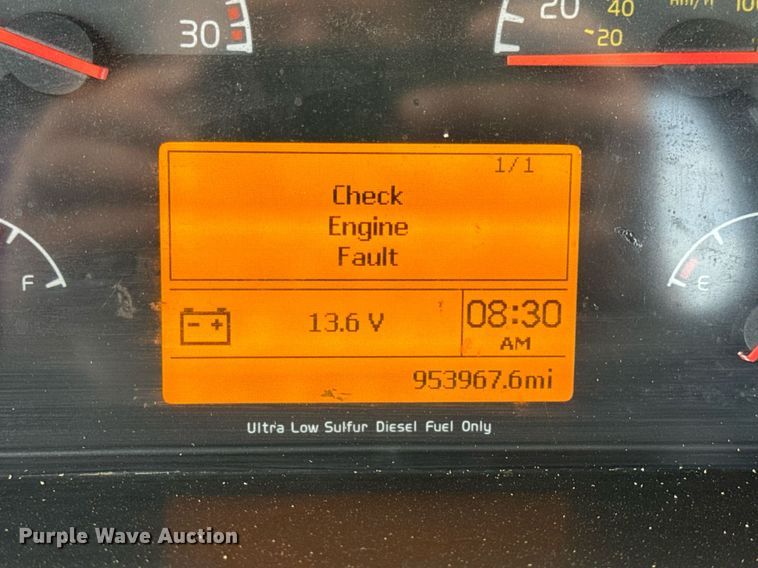 30
20
40
20
1/1
Check
Engine
Fault
F
E
- +
13.6 V
08:30
AM
953967.6mi
Ultra Low Sulfur Diesel Fuel Only
Purple Wave Auction